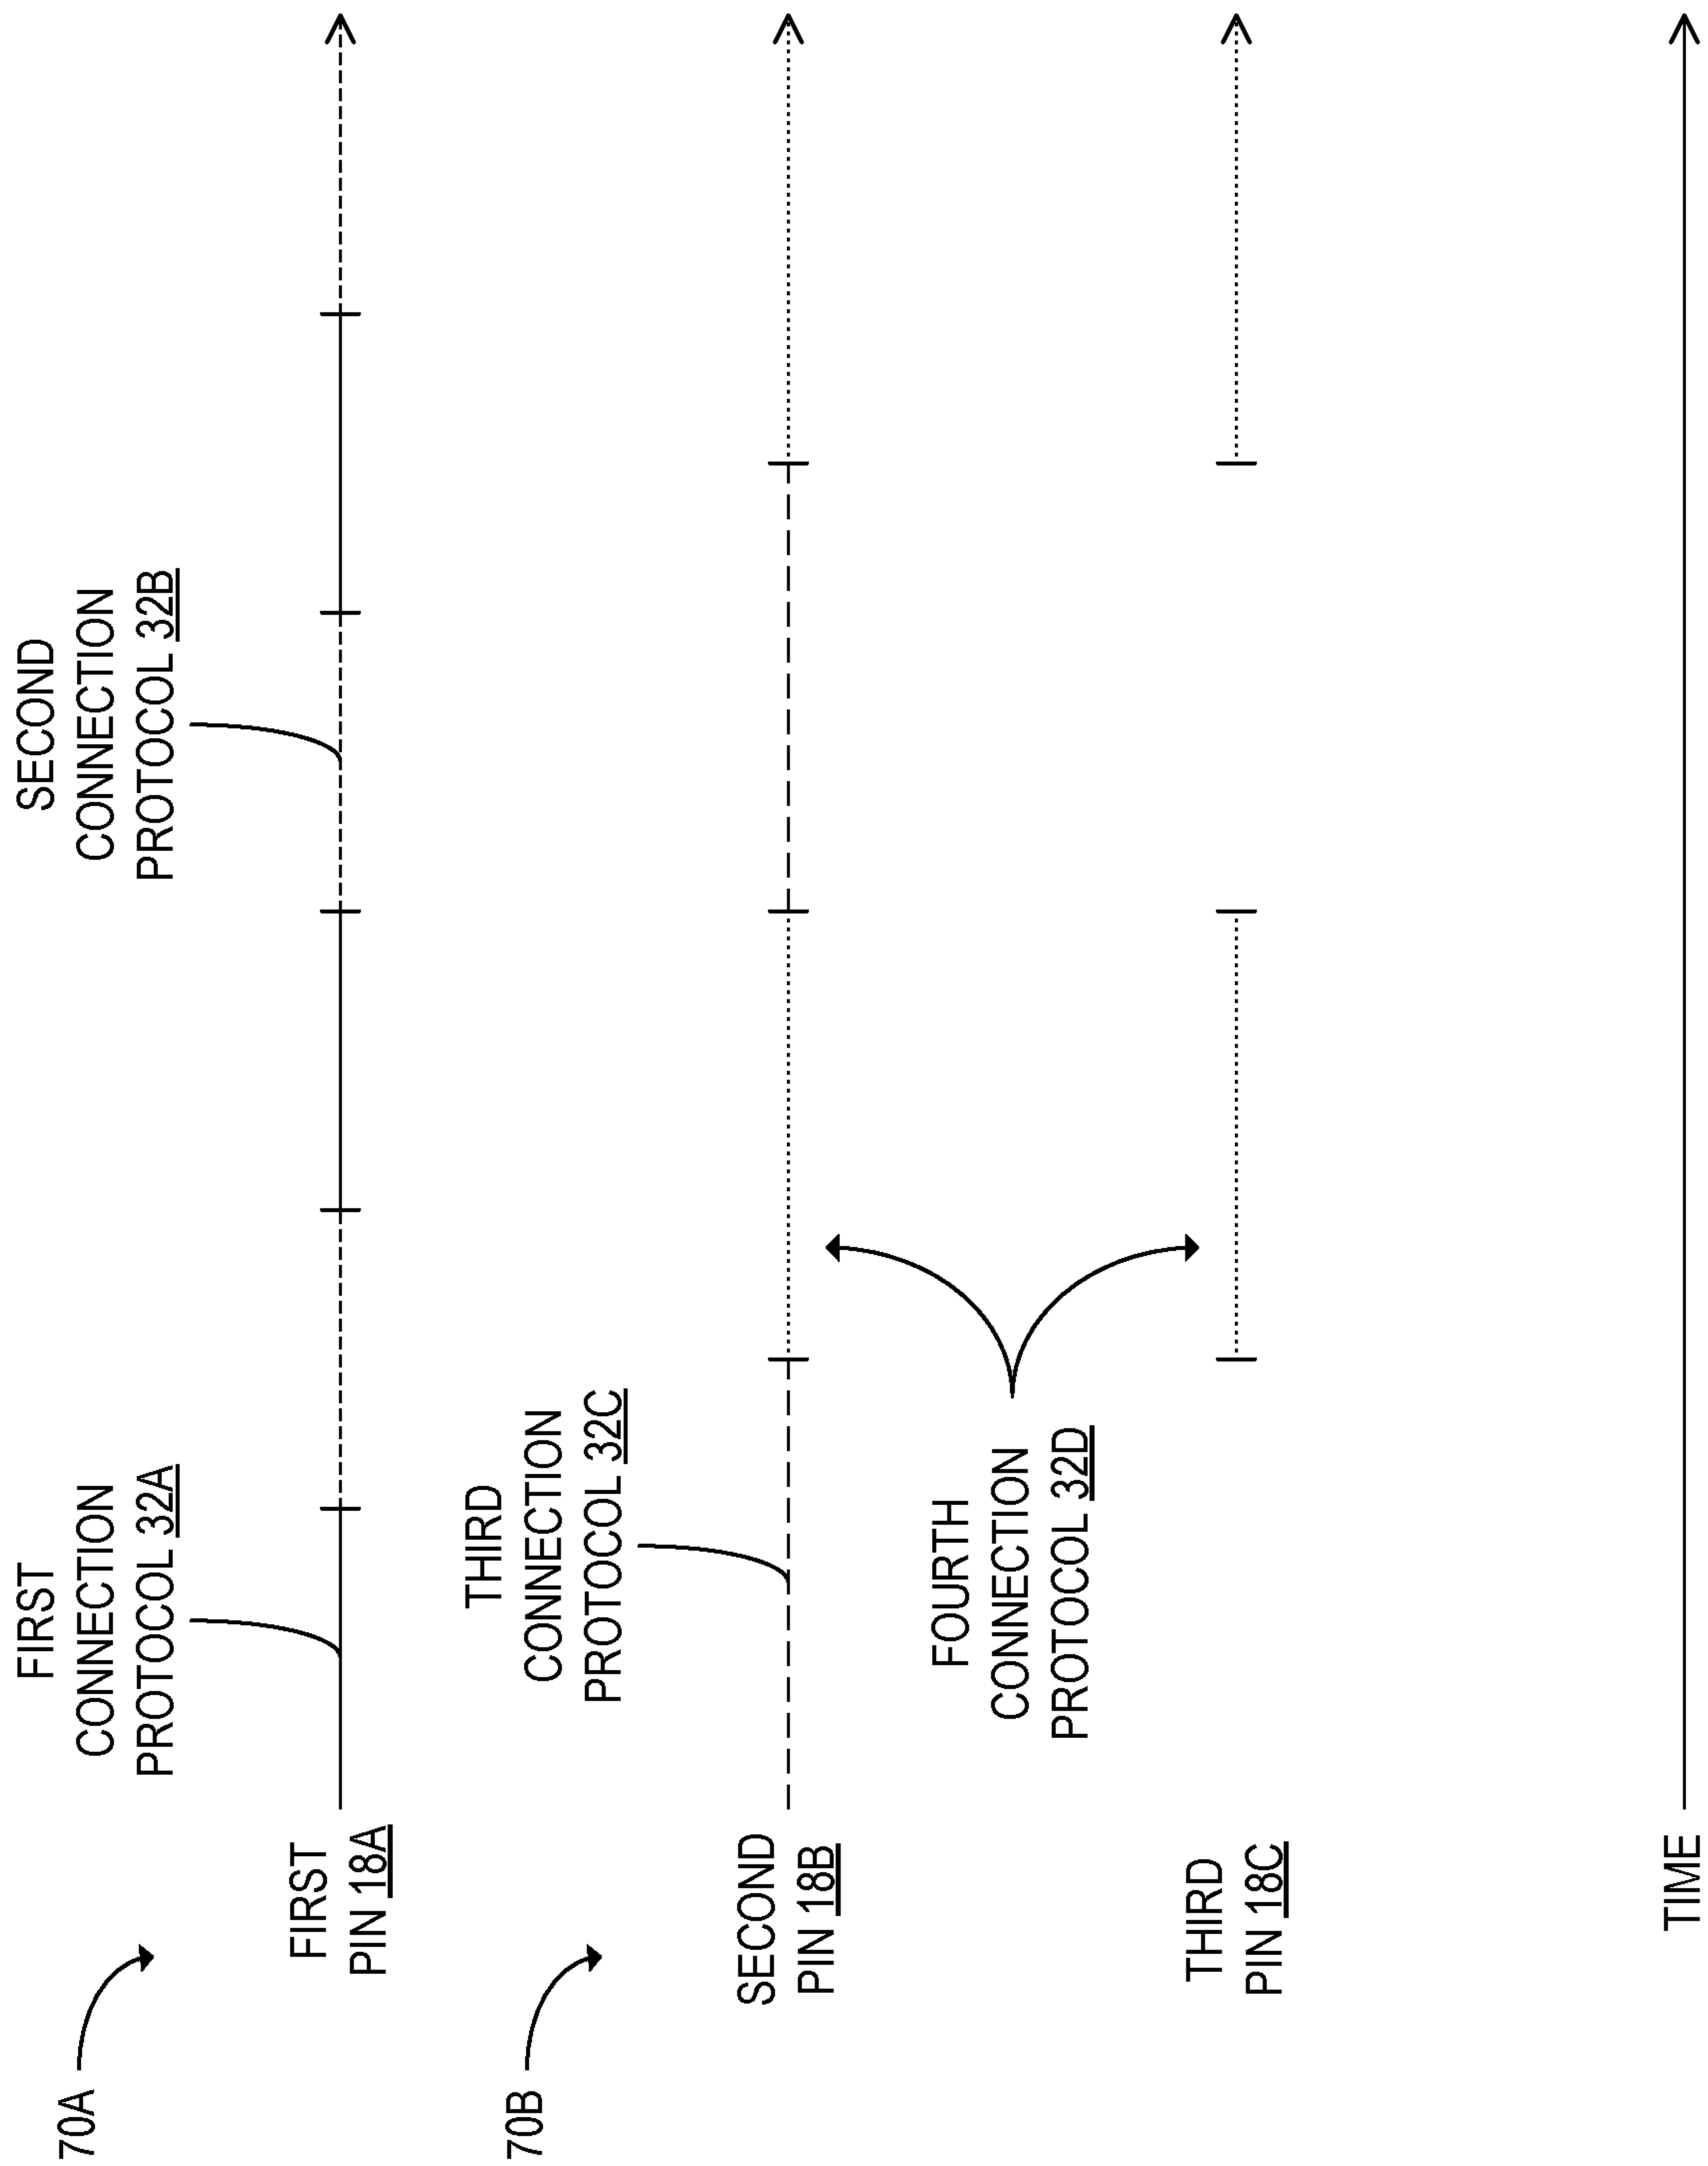 70A
FIRST
CONNECTION
PROTOCOL 32A
SECOND
CONNECTION
PROTOCOL 32B
FIRST
PIN 18A
70B
THIRD
CONNECTION
PROTOCOL 32C
SECOND
PIN 18B
FOURTH
CONNECTION
PROTOCOL 32D
THIRD
PIN 18C
TIME